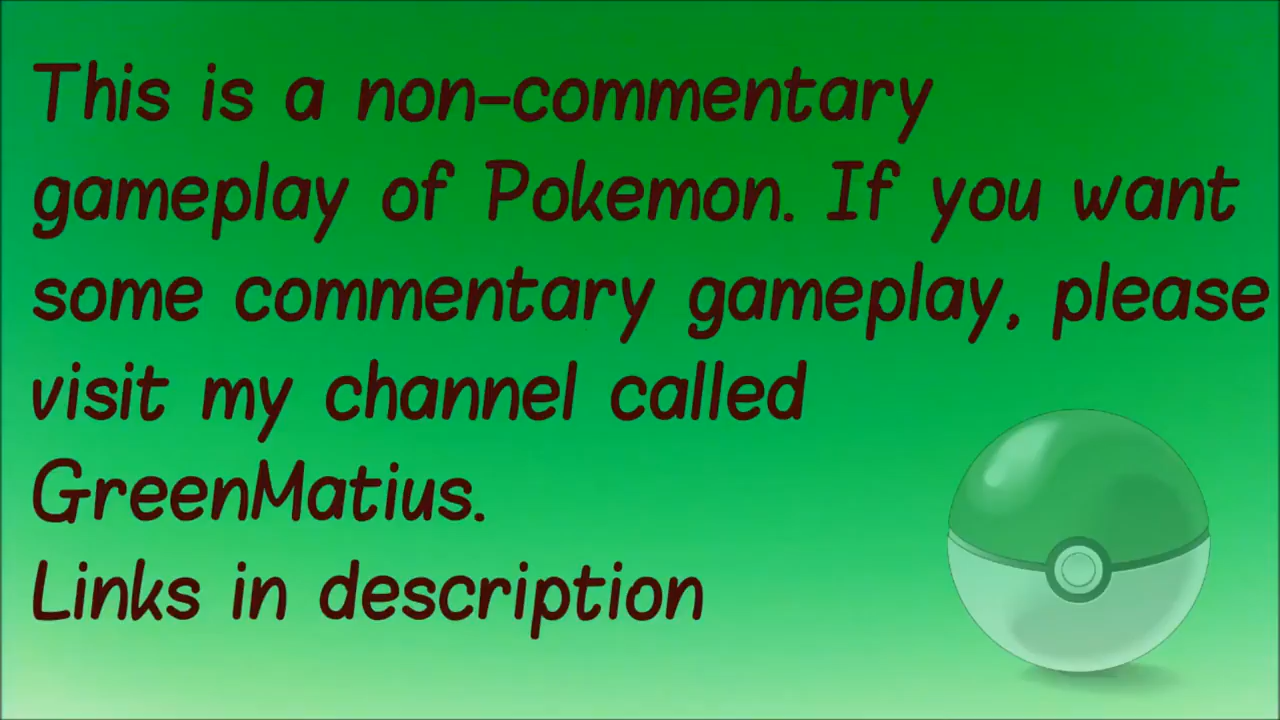 This is a non-commentary
gameplay of Pokemon. If you want
some commentary gameplay, please
visit my channel called
GreenMatius.
Links in description